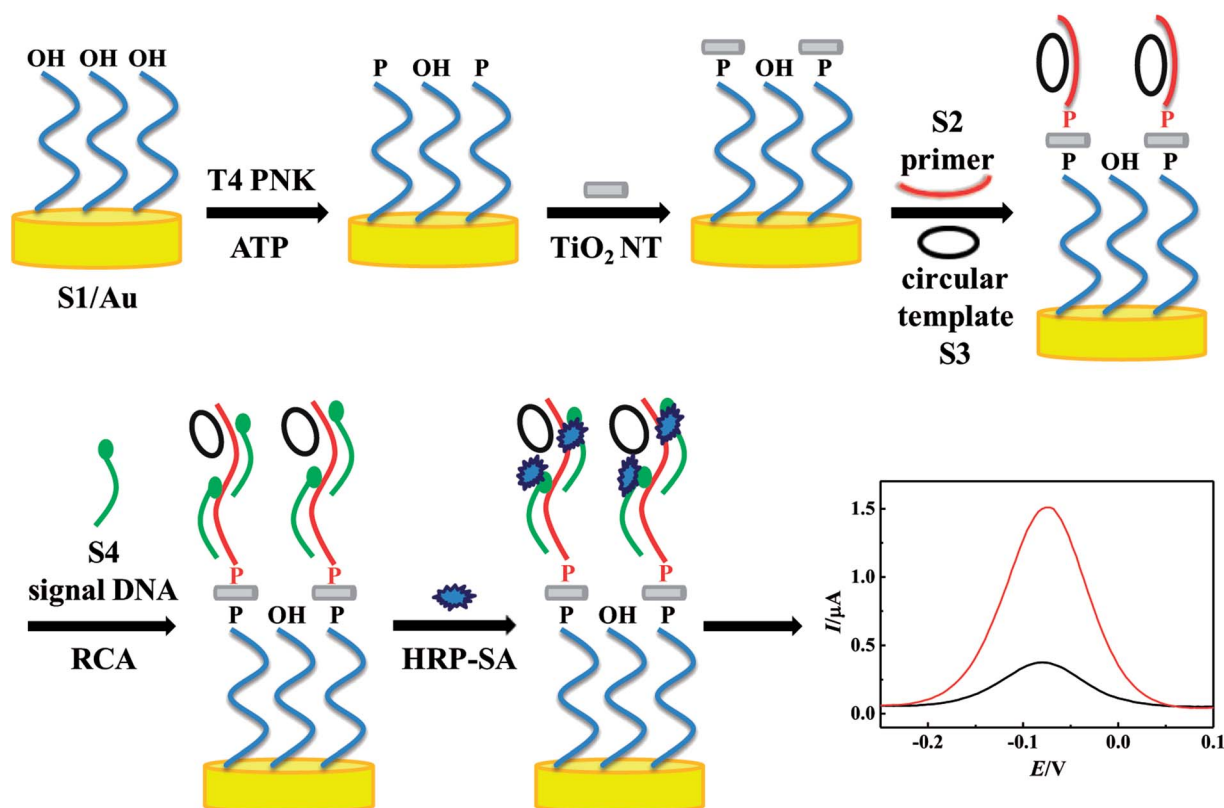 OH OH OH
T4 PNK
ATP
S1/Au
P OH P
TiO₂ NT
P OH P
S2
primer
circular
template
S3
P P
P OH P
S4
signal DNA
RCA
P P
P OH P
HRP-SA
P P
P OH P
1.5
1.0
0.5
0.0
I/μA
-0.2 -0.1 0.0 0.1
E/V